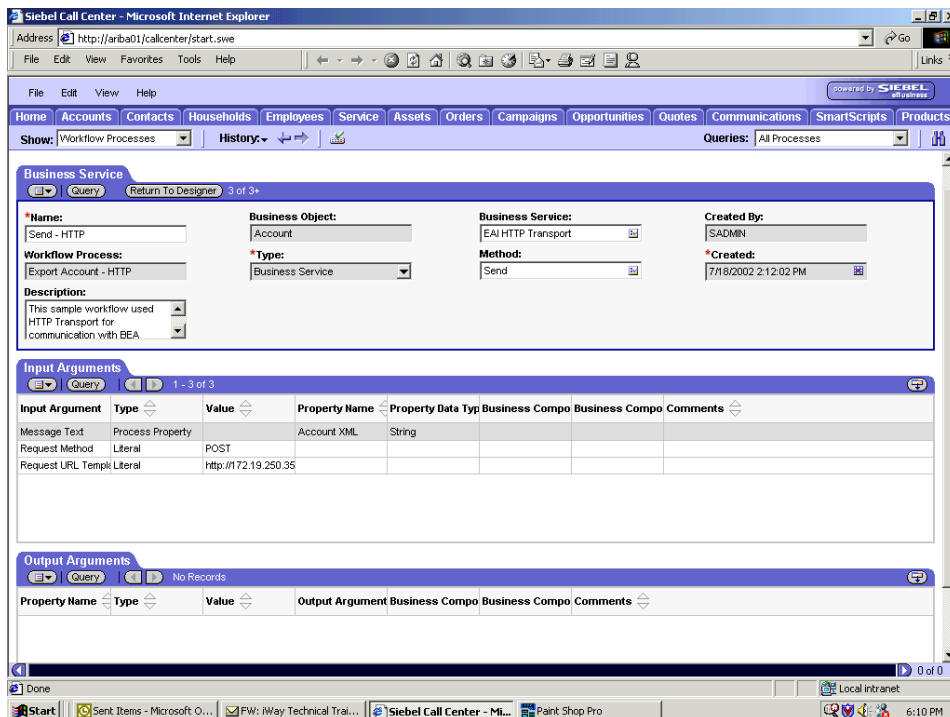 Siebel Call Center - Microsoft Internet Explorer
Address http://ariba01/callcenter/start.swe Go
File Edit View Favorites Tools Help Links
File Edit View Help powered by SIEBEL eBusiness
Home Accounts Contacts Households Employees Service Assets Orders Campaigns Opportunities Quotes Communications SmartScripts Products
Show: Workflow Processes History: Queries: All Processes
Business Service
Query Return To Designer 3 of 3+
*Name: Business Object: Business Service: Created By:
Send - HTTP Account EAI HTTP Transport SADMIN
Workflow Process: *Type: Method: *Created:
Export Account - HTTP Business Service Send 7/18/2002 2:12:02 PM
Description:
This sample workflow used
HTTP Transport for
communication with BEA
Input Arguments
Query 1 - 3 of 3
Input Argument Type Value Property Name Property Data Typ Business Compo Business Compo Comments
Message Text Process Property Account XML String
Request Method Literal POST
Request URL Templa Literal http://172.19.250.35
Output Arguments
Query No Records
Property Name Type Value Output Argument Business Compo Business Compo Comments
0 of 0
Done Local intranet
Start Sent Items - Microsoft O... FW: iWay Technical Trai... Siebel Call Center - Mi... Paint Shop Pro 6:10 PM